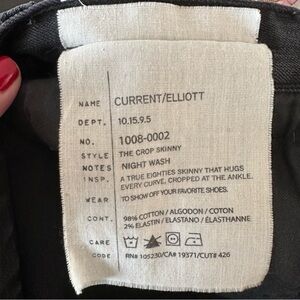 NAME CURRENT/ELLIOTT
DEPT. 10.15.9.5
NO. 1008-0002
STYLE THE CROP SKINNY
NOTES NIGHT WASH
INSP. A TRUE EIGHTIES SKINNY THAT HUGS
EVERY CURVE, CROPPED AT THE ANKLE.
WEAR TO SHOW OFF YOUR FAVORITE SHOES.
CONT. 98% COTTON / ALGODON / COTON
2% ELASTIN / ELASTANO / ÉLASTHANNE
CARE
CODE RN# 105230/CA# 19371/CUT# 426